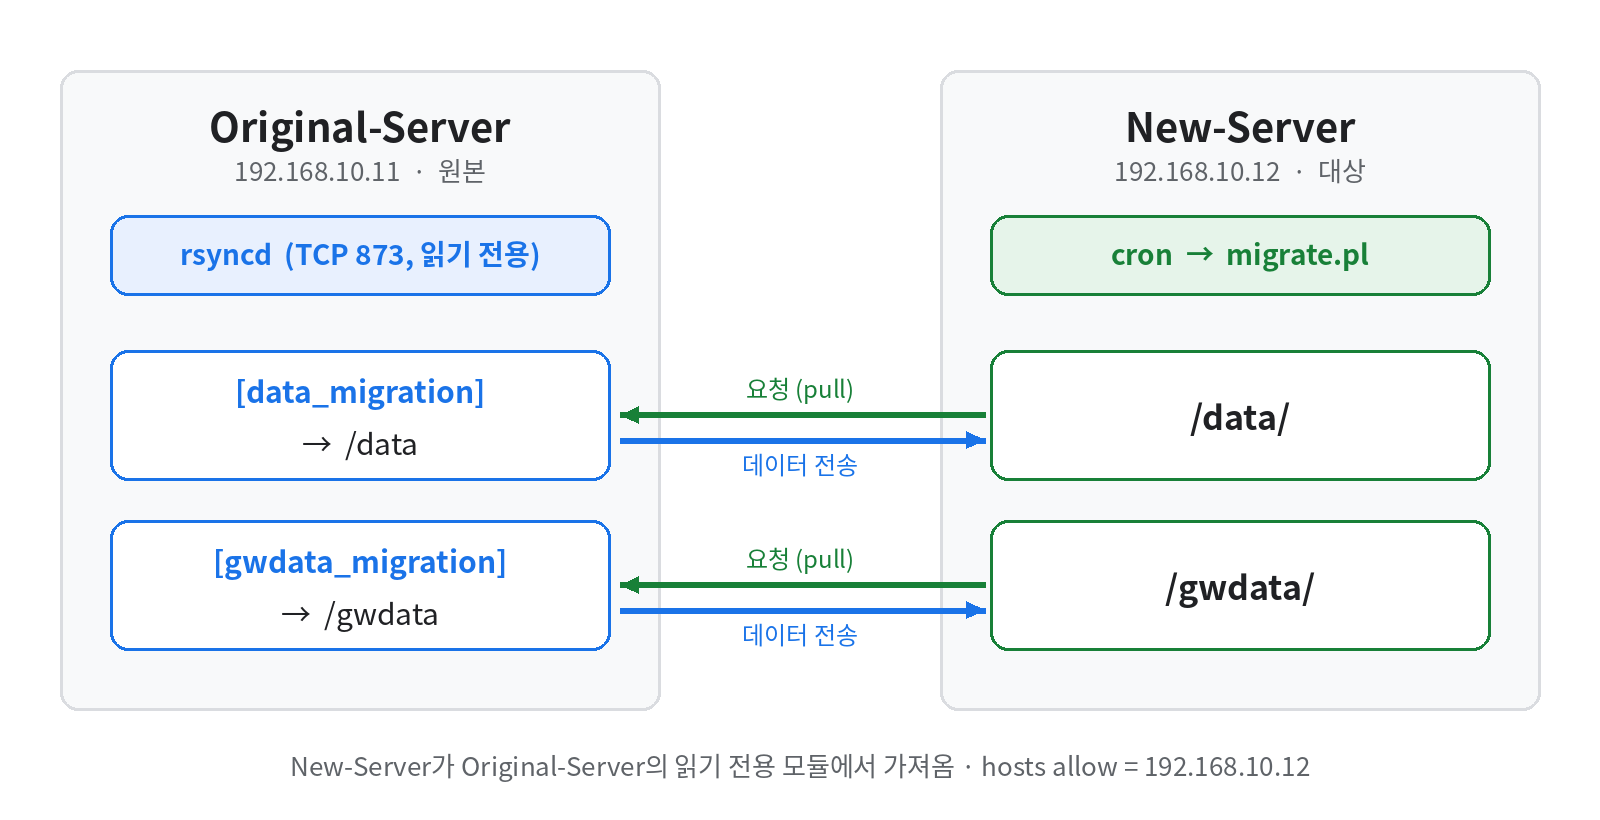 Original-Server
192.168.10.11 · 원본
rsyncd (TCP 873, 읽기 전용)
[data_migration]
→ /data
[gwdata_migration]
→ /gwdata
요청 (pull)
데이터 전송
요청 (pull)
데이터 전송
New-Server
192.168.10.12 · 대상
cron → migrate.pl
/data/
/gwdata/
New-Server가 Original-Server의 읽기 전용 모듈에서 가져옴 · hosts allow = 192.168.10.12